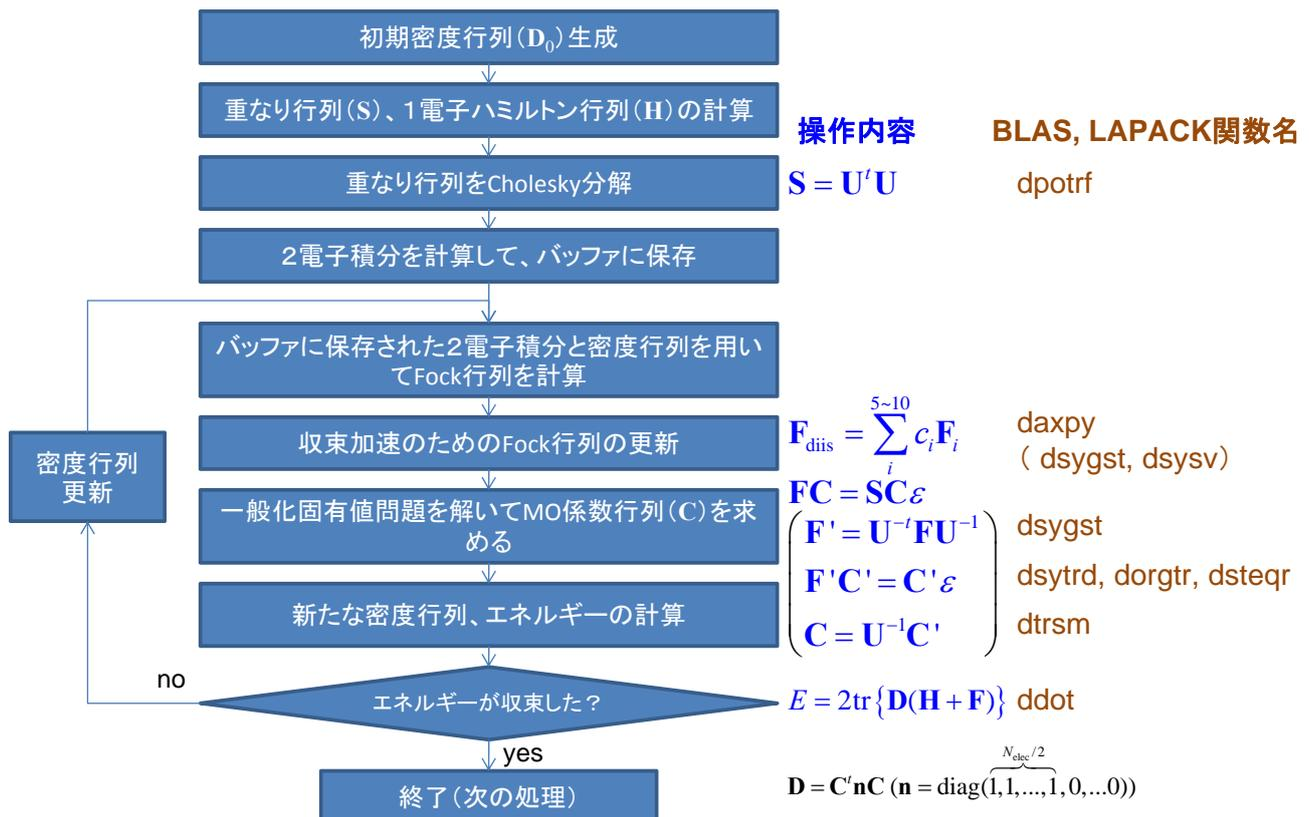 初期密度行列(D₀)生成
重なり行列(S)、1電子ハミルトン行列(H)の計算
操作内容
BLAS, LAPACK関数名
重なり行列をCholesky分解
S = UᵗU
dpotrf
2電子積分を計算して、バッファに保存
バッファに保存された2電子積分と密度行列を用い
てFock行列を計算
収束加速のためのFock行列の更新
5~10
F_diis = ∑ c_i F_i
i
daxpy
( dsygst, dsysv)
密度行列
更新
一般化固有値問題を解いてMO係数行列(C)を求
める
FC = SCε
F' = U⁻ᵗFU⁻¹
dsygst
F'C' = C'ε
dsytrd, dorgtr, dsteqr
新たな密度行列、エネルギーの計算
C = U⁻¹C'
dtrsm
no
エネルギーが収束した?
E = 2tr{D(H + F)}
ddot
yes
終了(次の処理)
N_elec/2
D = CᵗnC (n = diag(1,1,...,1,0,...0))